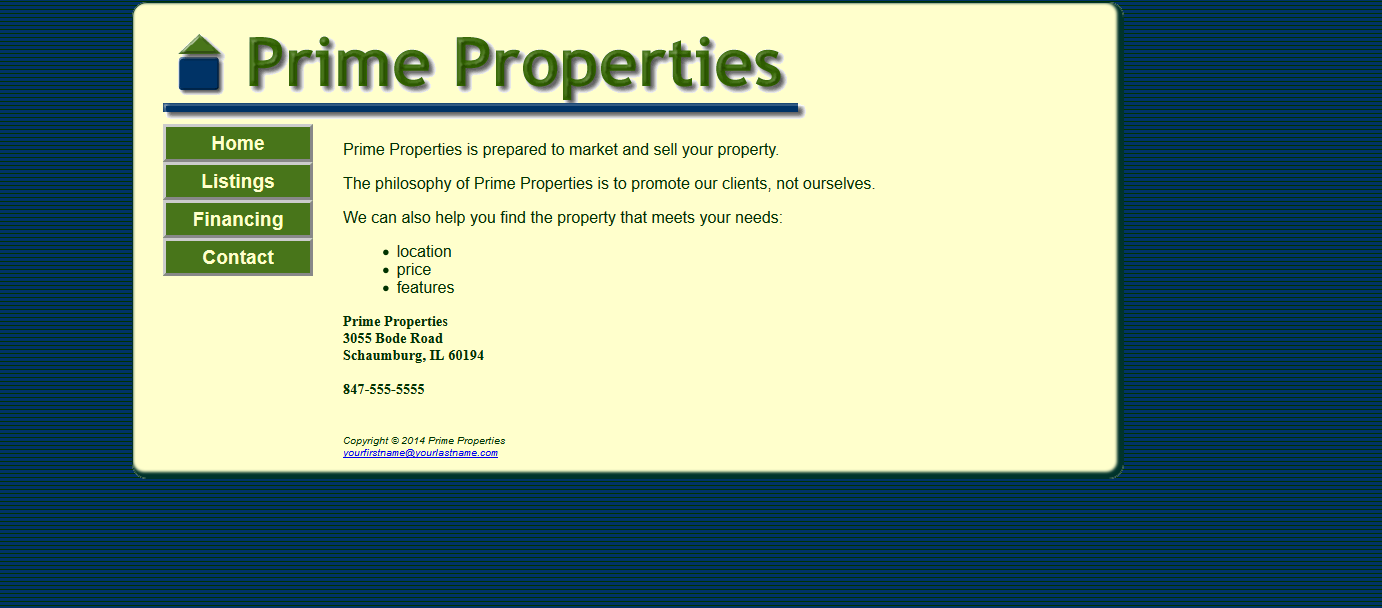 Prime Properties
Home
Listings
Financing
Contact
Prime Properties is prepared to market and sell your property.
The philosophy of Prime Properties is to promote our clients, not ourselves.
We can also help you find the property that meets your needs:
• location
• price
• features
Prime Properties
3055 Bode Road
Schaumburg, IL 60194
847-555-5555
Copyright © 2014 Prime Properties
yourfirstname@yourlastname.com